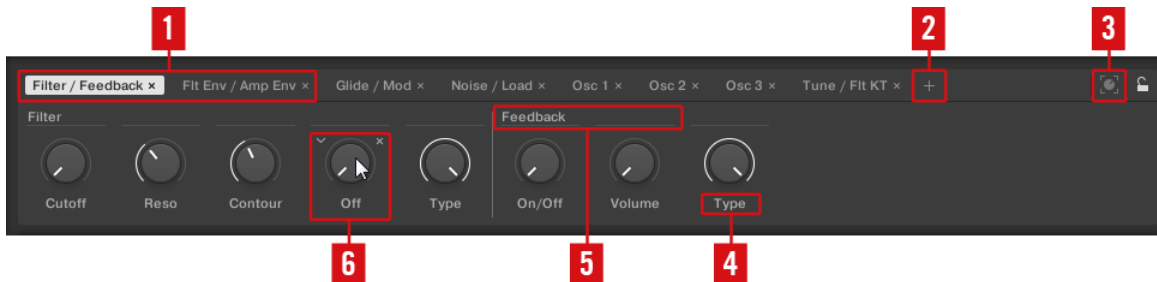 1 2 3
Filter / Feedback × Flt Env / Amp Env × Glide / Mod × Noise / Load × Osc 1 × Osc 2 × Osc 3 × Tune / Flt KT × +
Filter Feedback
Cutoff Reso Contour Off Type On/Off Volume Type
6 5 4